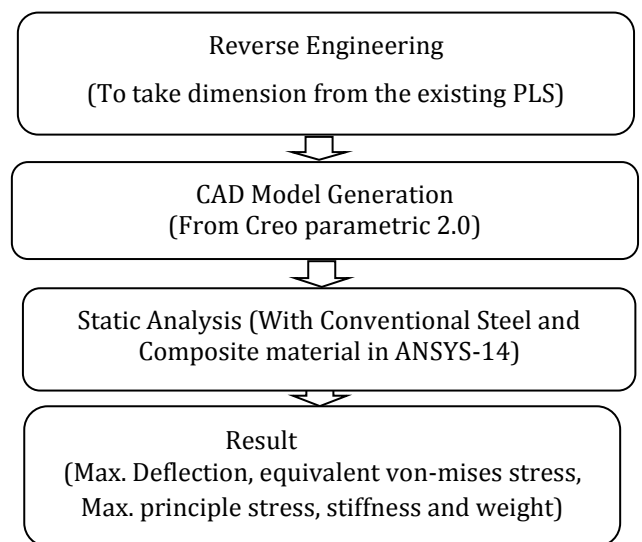 Reverse Engineering
(To take dimension from the existing PLS)
CAD Model Generation
(From Creo parametric 2.0)
Static Analysis (With Conventional Steel and
Composite material in ANSYS-14)
Result
(Max. Deflection, equivalent von-mises stress,
Max. principle stress, stiffness and weight)